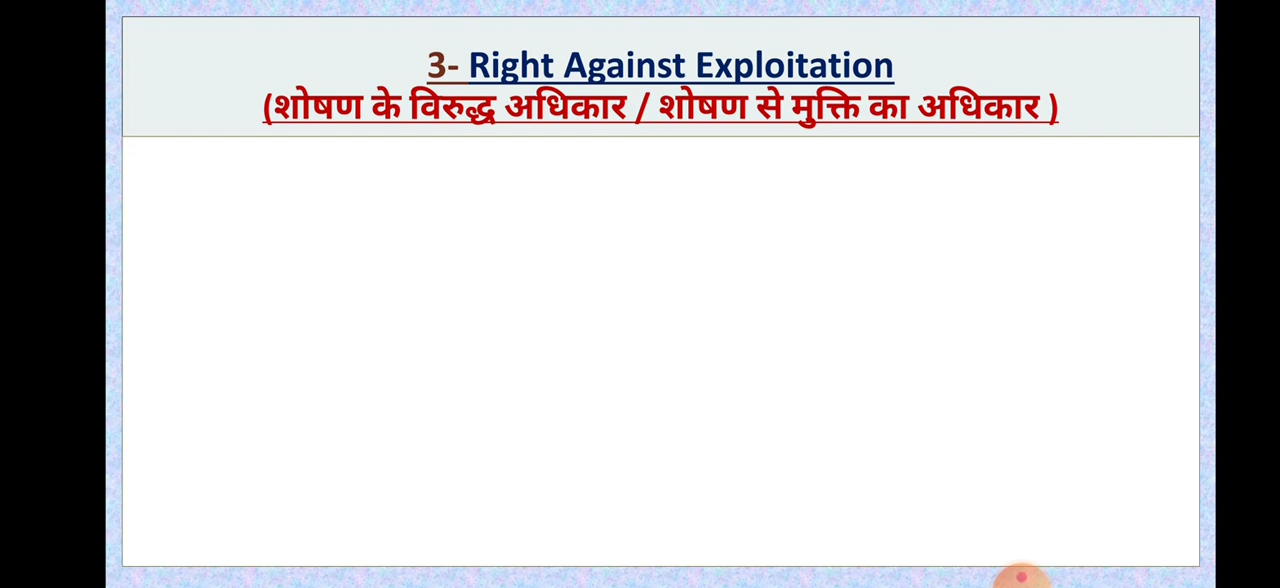 3- Right Against Exploitation
(शोषण के विरुद्ध अधिकार / शोषण से मुक्ति का अधिकार )